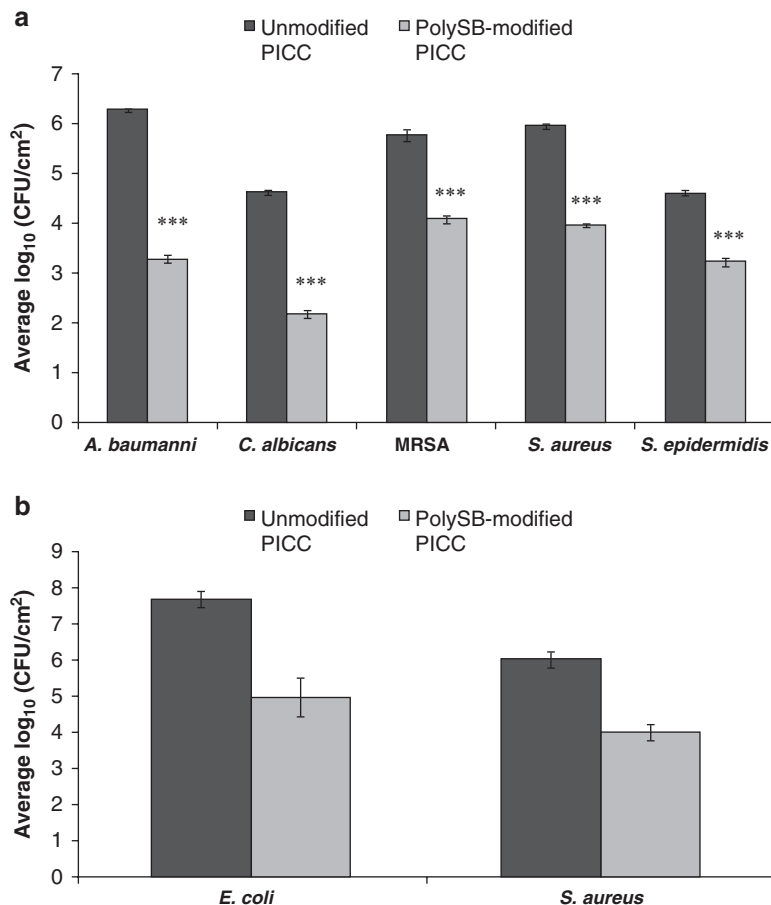 a
Unmodified PICC
PolySB-modified PICC
Average log10 (CFU/cm2)
7
6
5
4
3
2
1
0
***
***
***
***
***
A. baumanni
C. albicans
MRSA
S. aureus
S. epidermidis
b
Unmodified PICC
PolySB-modified PICC
Average log10 (CFU/cm2)
9
8
7
6
5
4
3
2
1
0
E. coli
S. aureus